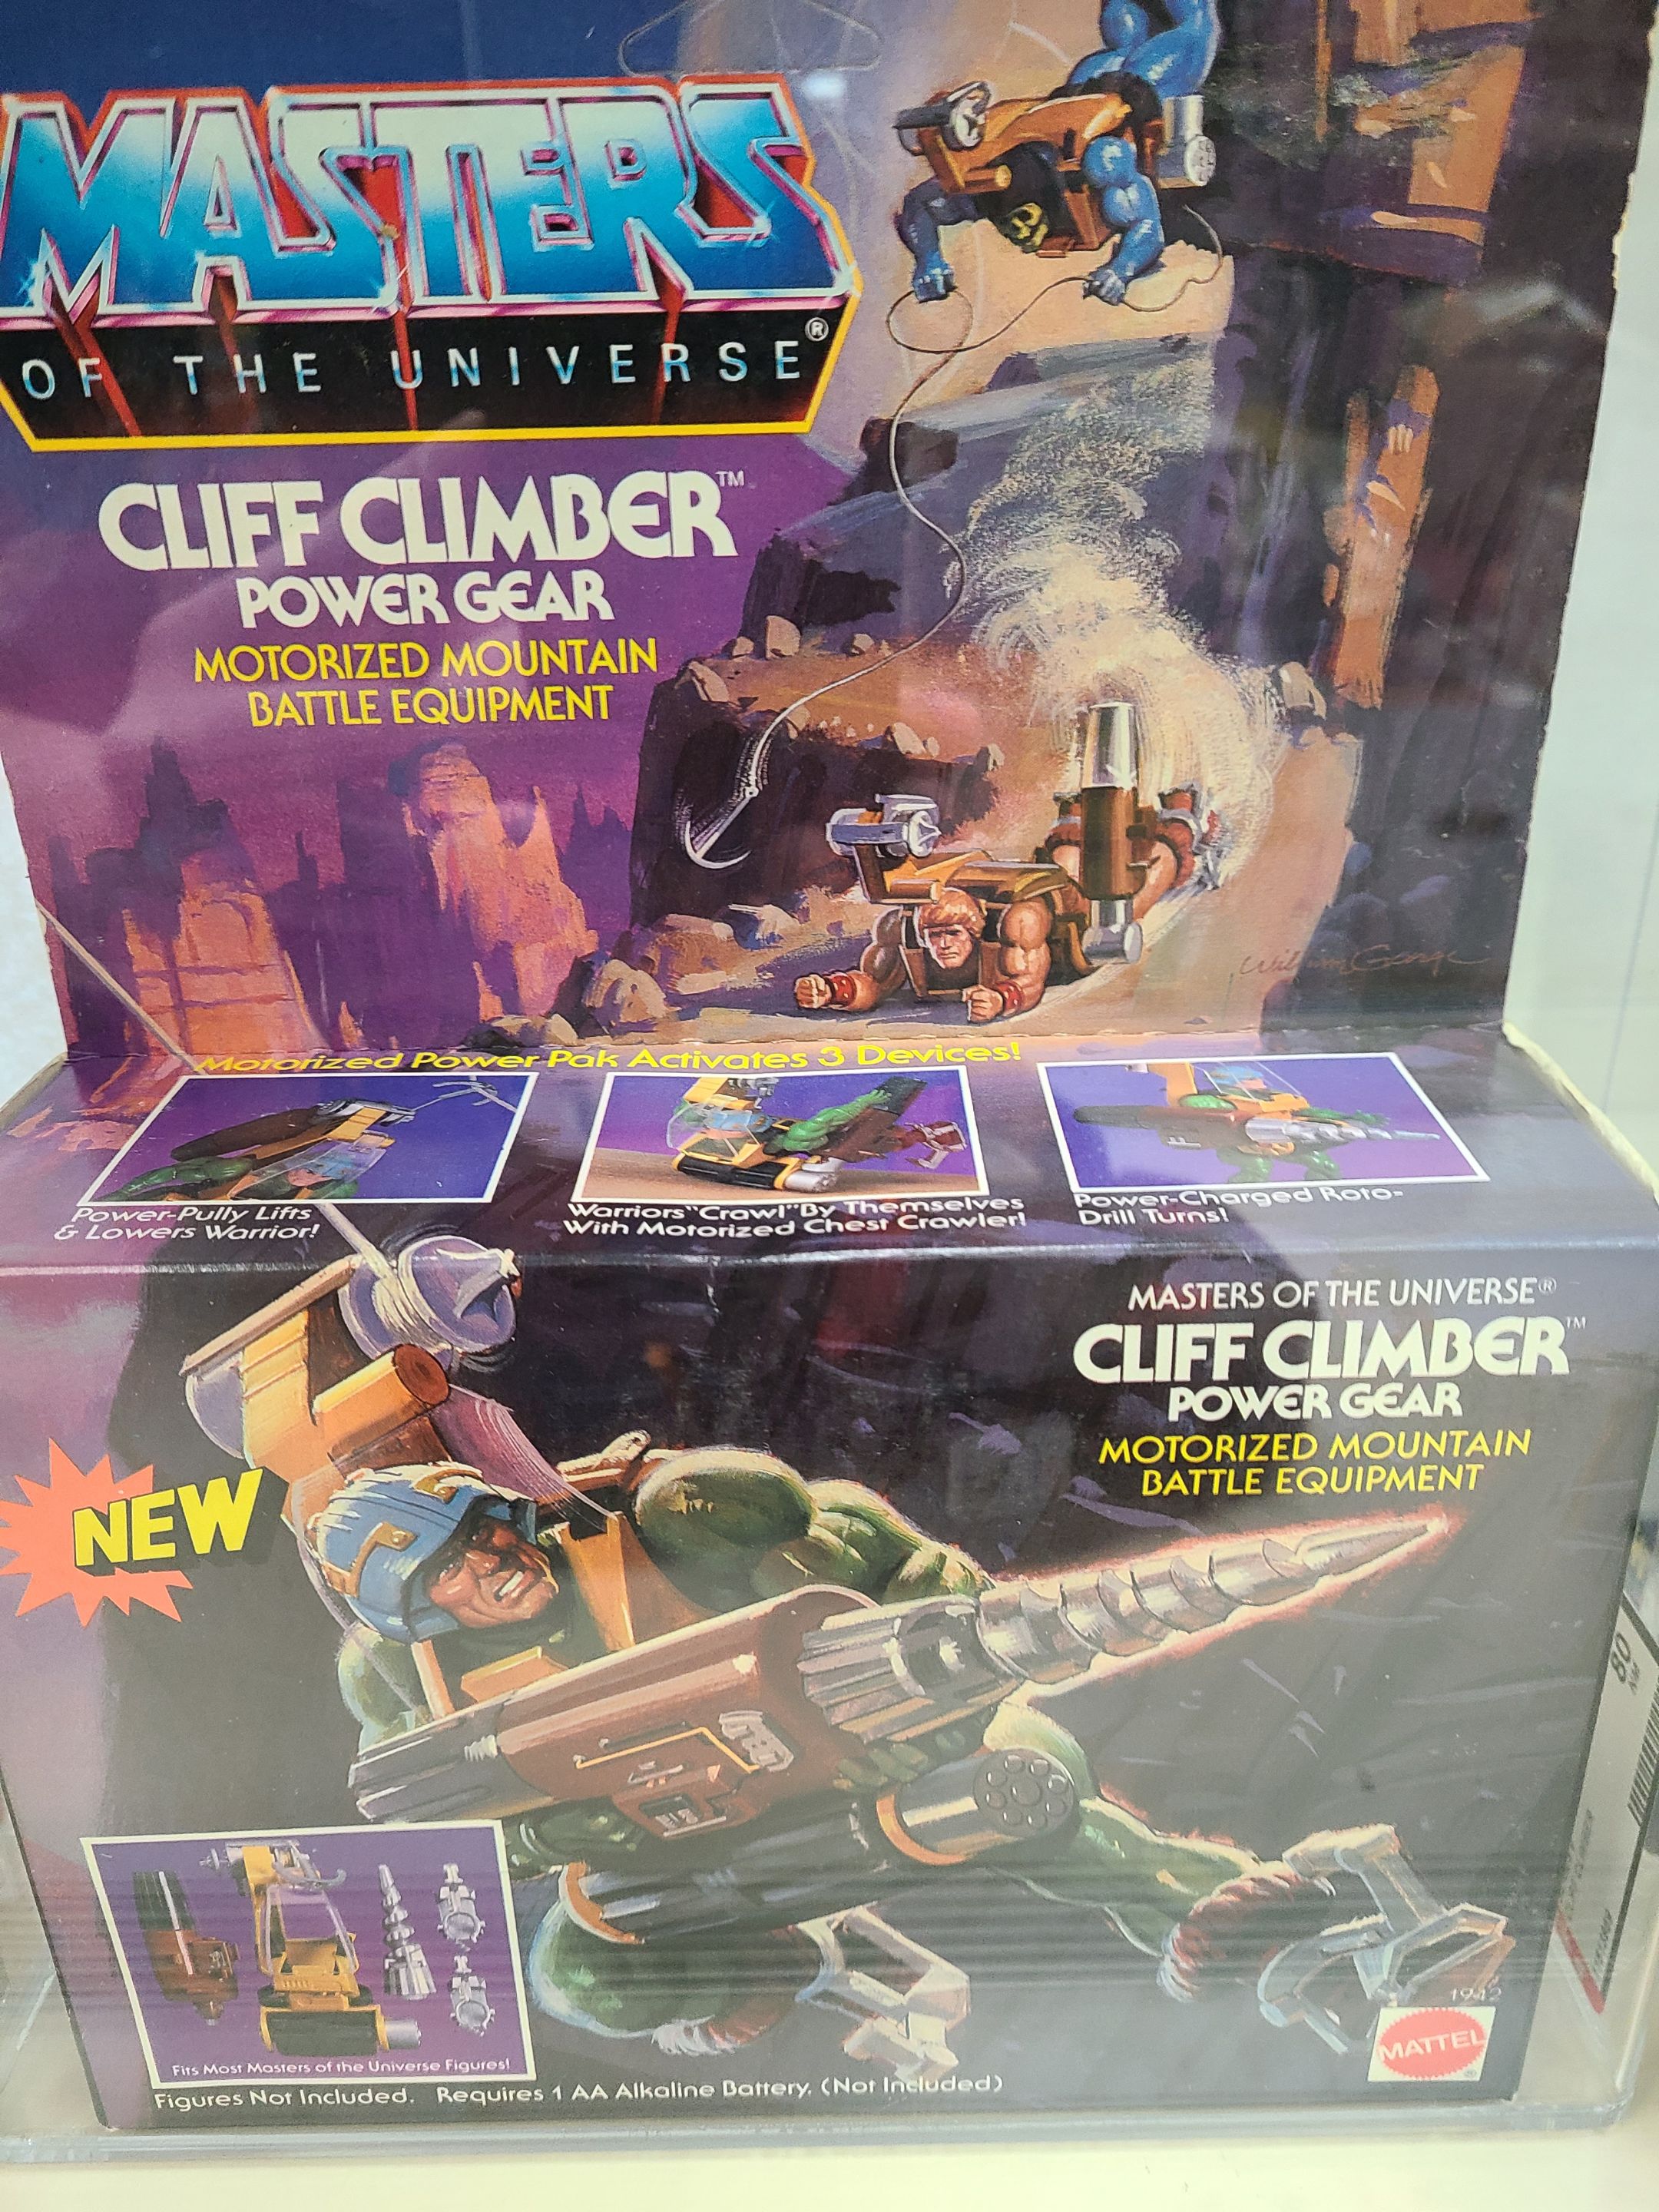 MASTERS
OF THE UNIVERSE®
CLIFF CLIMBER™
POWER GEAR
MOTORIZED MOUNTAIN
BATTLE EQUIPMENT
William George
Motorized Power Pak Activates 3 Devices!
Power-Pully Lifts
& Lowers Warrior!
Warriors "Crawl" By Themselves
With Motorized Chest Crawler!
Power-Charged Roto-
Drill Turns!
MASTERS OF THE UNIVERSE®
CLIFF CLIMBER™
POWER GEAR
MOTORIZED MOUNTAIN
BATTLE EQUIPMENT
NEW
80
Fits Most Masters of the Universe Figures!
Figures Not Included. Requires 1 AA Alkaline Battery. (Not Included)
1942
MATTEL®